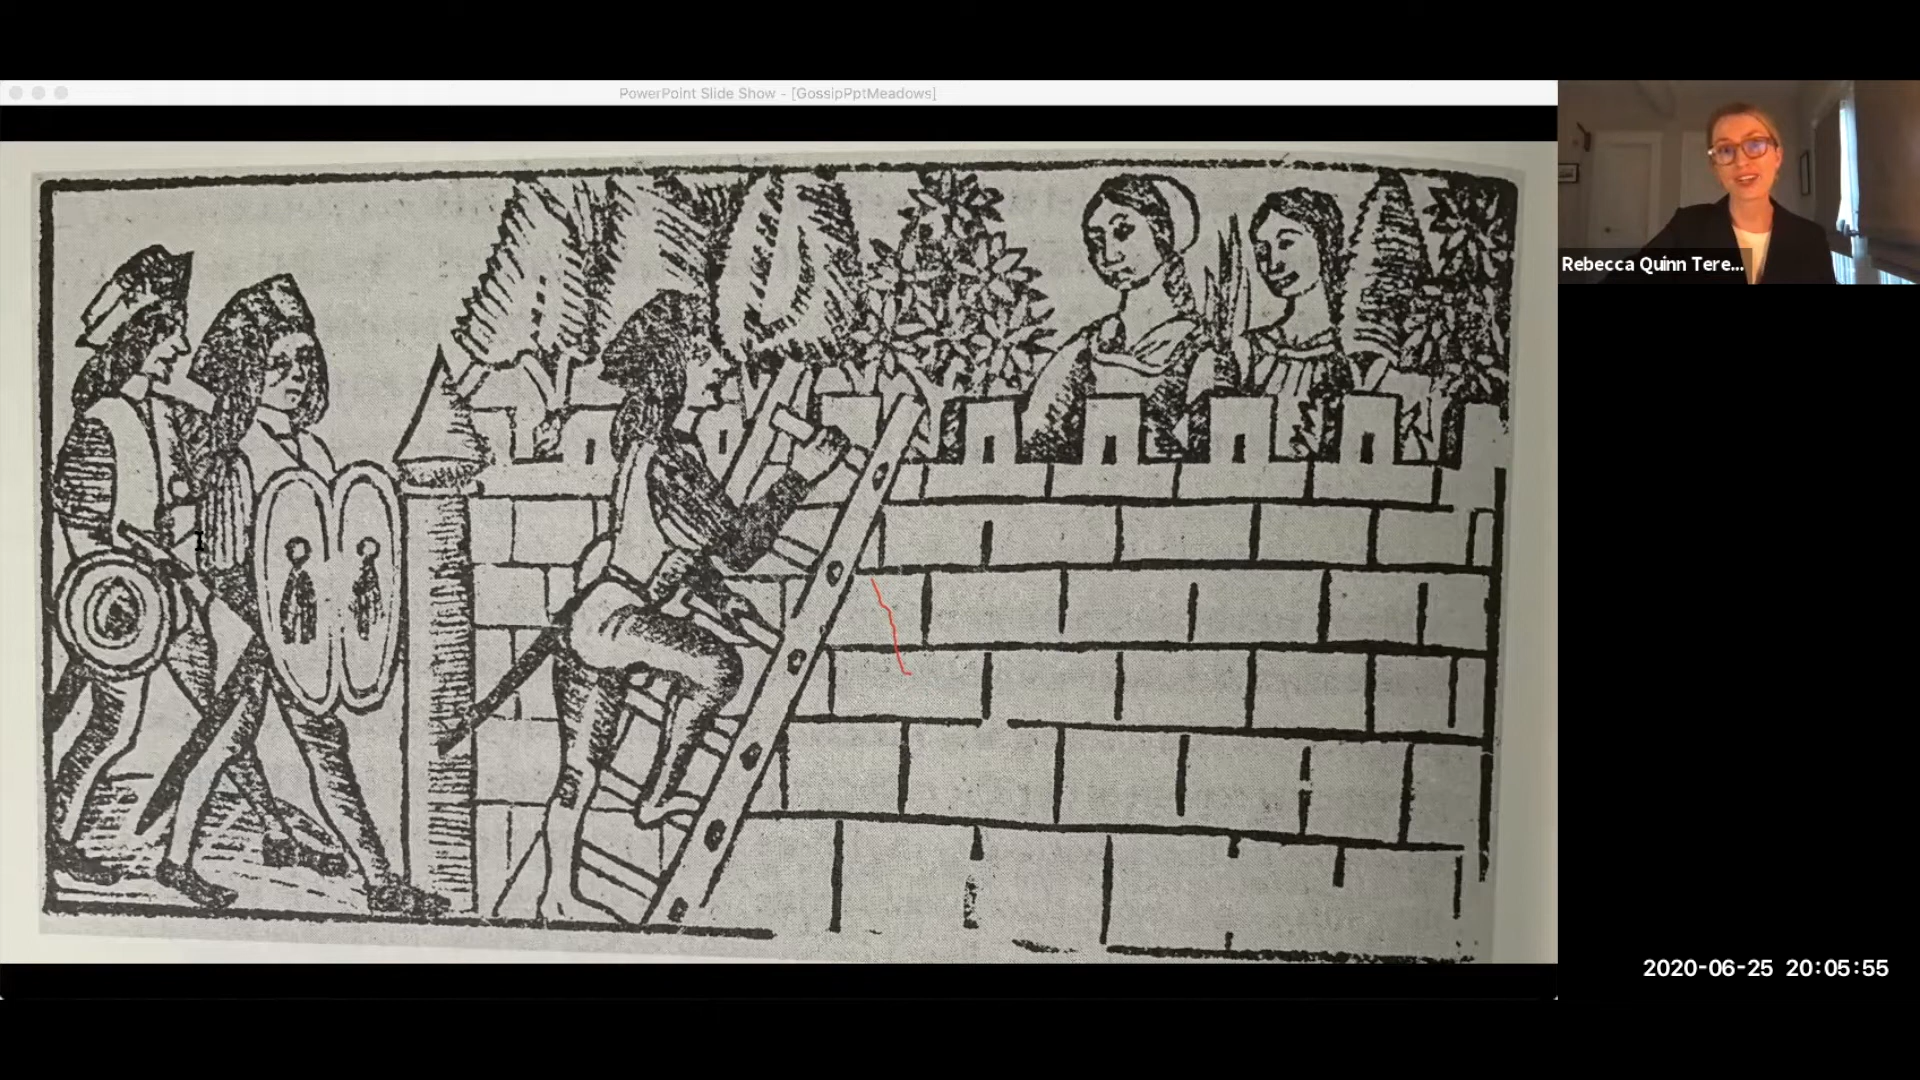 PowerPoint Slide Show - [GossipPptMeadows]
Rebecca Quinn Tere...
2020-06-25 20:05:55